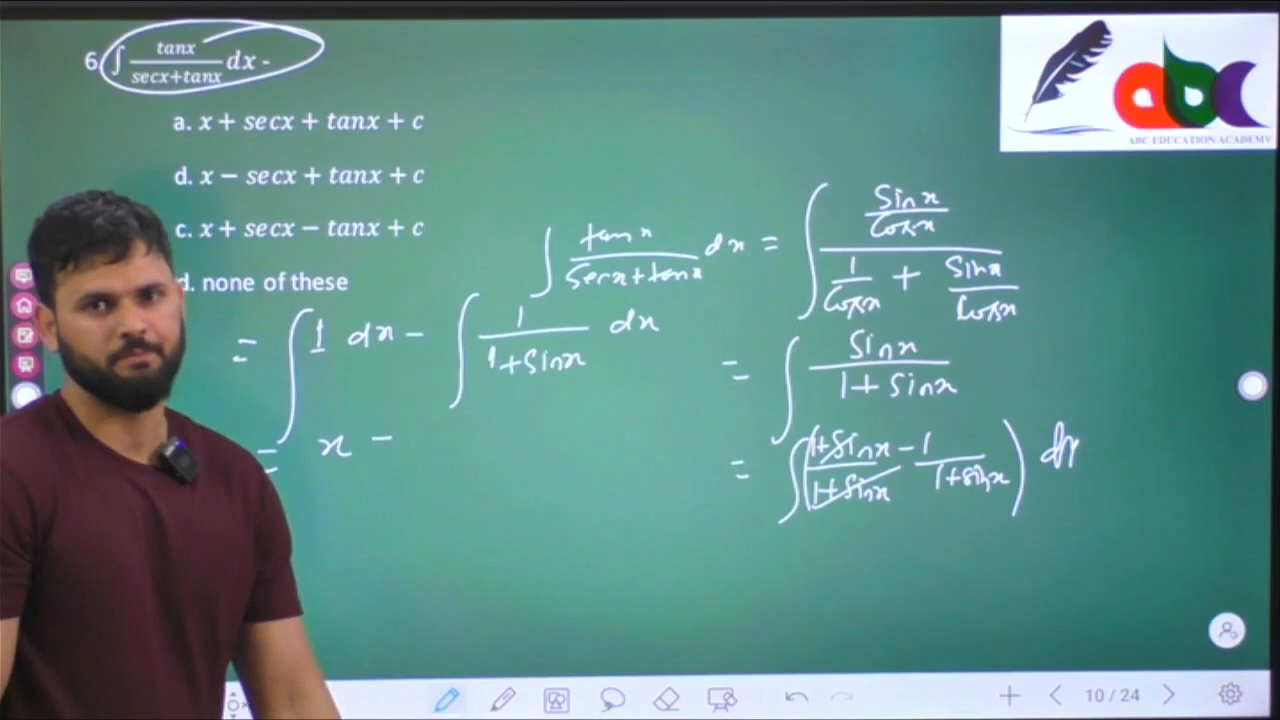 6. ∫ tanx / secx+tanx dx -
a. x + secx + tanx + c
d. x − secx + tanx + c
c. x + secx − tanx + c
d. none of these
abc
ABC EDUCATION ACADEMY
∫ tanx / secx+tanx dx = ∫ (sinx / cosx) / (1 / cosx + sinx / cosx)
= ∫ sinx / 1+sinx
= ∫ (1+sinx / 1+sinx − 1 / 1+sinx) dx
= ∫ 1 dx − ∫ 1 / 1+sinx dx
= x −
10 / 24